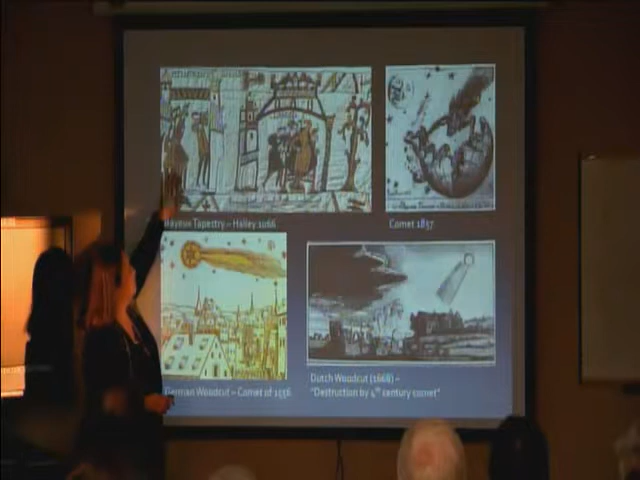 Bayeux Tapestry – Halley 1066
Comet 1857
German Woodcut – Comet of 1556
Dutch Woodcut (1668) –
"Destruction by 4th century comet"